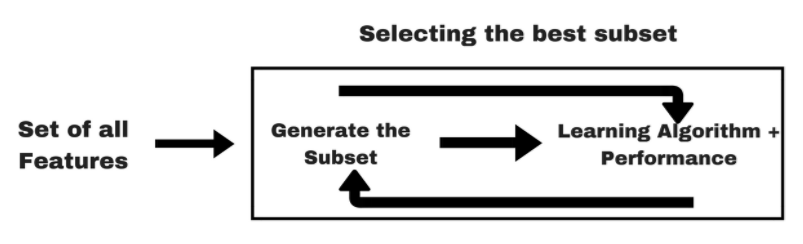 Selecting the best subset
Set of all
Features
Generate the
Subset
Learning Algorithm +
Performance